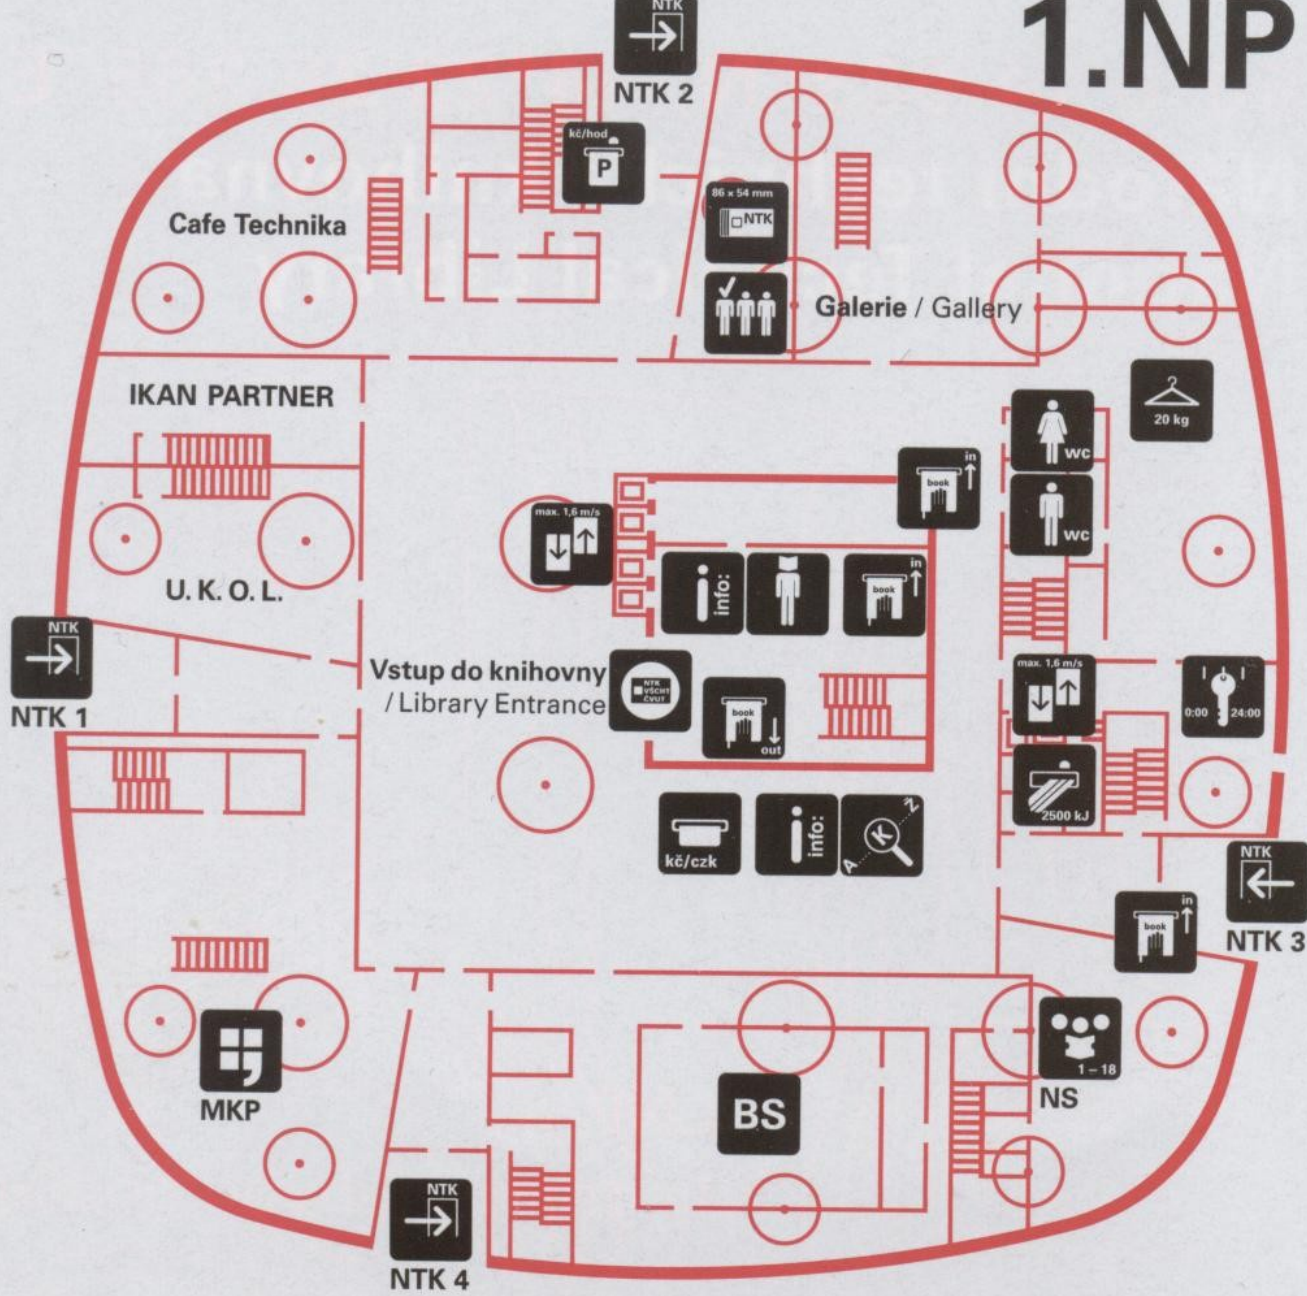 1.NP
NTK
NTK 2
kč/hod
P
86 x 54 mm
NTK
Cafe Technika
Galerie / Gallery
IKAN PARTNER
20 kg
wc
in
book
wc
max. 1,6 m/s
info:
in
book
U. K. O. L.
NTK
NTK 1
Vstup do knihovny
/ Library Entrance
NTK
VŠCHT
ČVUT
book
out
max. 1,6 m/s
0:00 24:00
2500 kJ
kč/czk
info:
A K Z
NTK
NTK 3
in
book
1 – 18
NS
MKP
BS
NTK
NTK 4